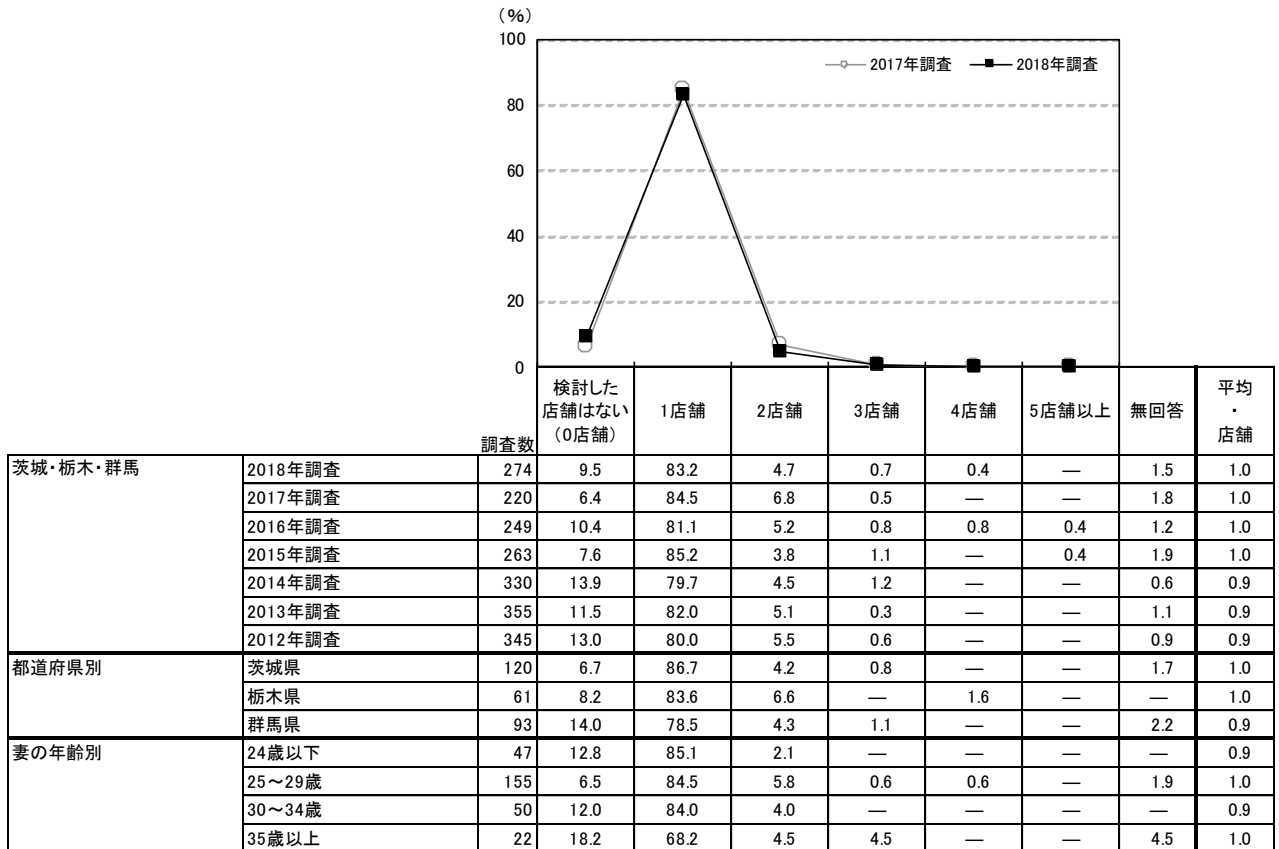 （%）
100
80
60
40
20
0
2017年調査 2018年調査
調査数 検討した店舗はない（0店舗） 1店舗 2店舗 3店舗 4店舗 5店舗以上 無回答 平均・店舗
茨城・栃木・群馬 2018年調査 274 9.5 83.2 4.7 0.7 0.4 — 1.5 1.0
2017年調査 220 6.4 84.5 6.8 0.5 — — 1.8 1.0
2016年調査 249 10.4 81.1 5.2 0.8 0.8 0.4 1.2 1.0
2015年調査 263 7.6 85.2 3.8 1.1 — 0.4 1.9 1.0
2014年調査 330 13.9 79.7 4.5 1.2 — — 0.6 0.9
2013年調査 355 11.5 82.0 5.1 0.3 — — 1.1 0.9
2012年調査 345 13.0 80.0 5.5 0.6 — — 0.9 0.9
都道府県別 茨城県 120 6.7 86.7 4.2 0.8 — — 1.7 1.0
栃木県 61 8.2 83.6 6.6 — 1.6 — — 1.0
群馬県 93 14.0 78.5 4.3 1.1 — — 2.2 0.9
妻の年齢別 24歳以下 47 12.8 85.1 2.1 — — — — 0.9
25～29歳 155 6.5 84.5 5.8 0.6 0.6 — 1.9 1.0
30～34歳 50 12.0 84.0 4.0 — — — — 0.9
35歳以上 22 18.2 68.2 4.5 4.5 — — 4.5 1.0